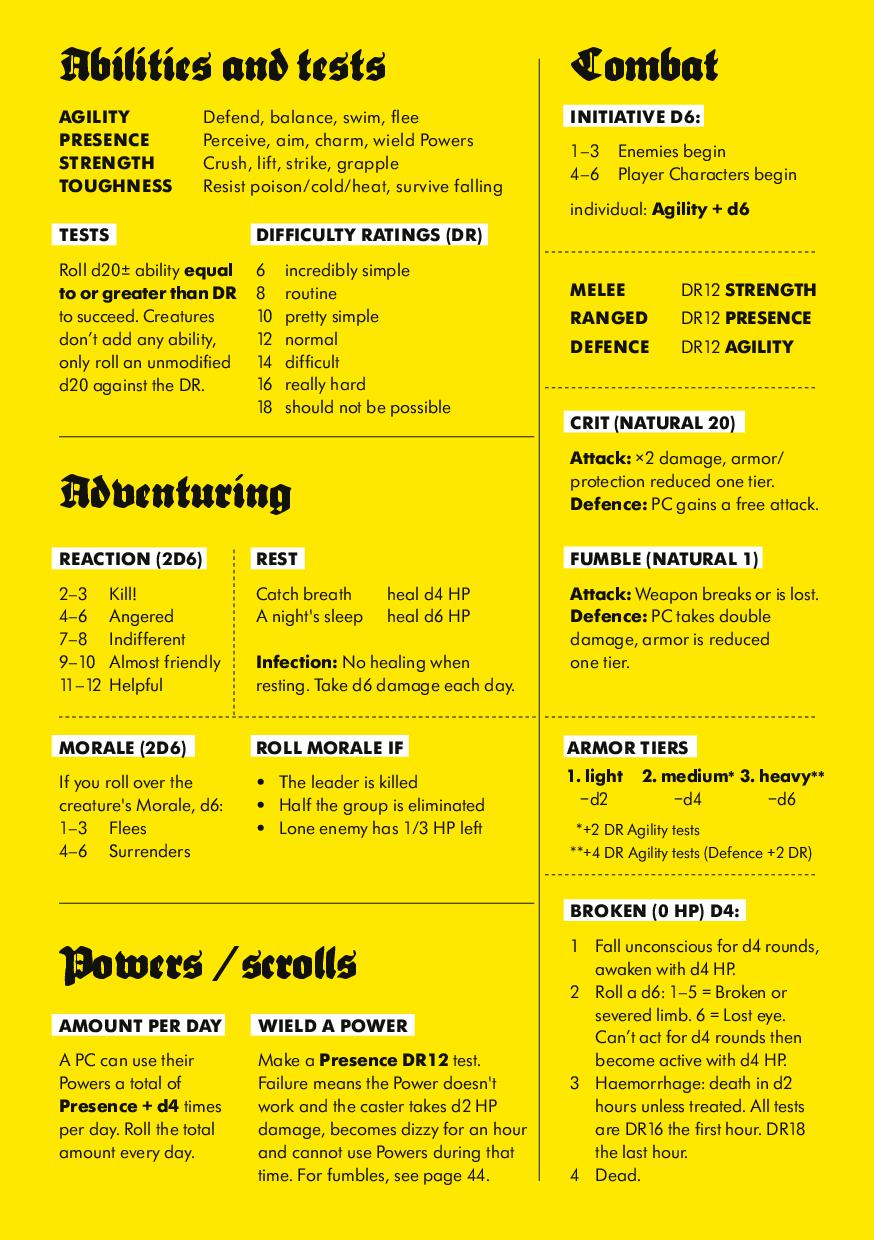 Abilities and tests
AGILITY Defend, balance, swim, flee
PRESENCE Perceive, aim, charm, wield Powers
STRENGTH Crush, lift, strike, grapple
TOUGHNESS Resist poison/cold/heat, survive falling
TESTS
Roll d20± ability equal
to or greater than DR
to succeed. Creatures
don’t add any ability,
only roll an unmodified
d20 against the DR.
DIFFICULTY RATINGS (DR)
6 incredibly simple
8 routine
10 pretty simple
12 normal
14 difficult
16 really hard
18 should not be possible
Adventuring
REACTION (2D6)
2–3 Kill!
4–6 Angered
7–8 Indifferent
9–10 Almost friendly
11–12 Helpful
REST
Catch breath heal d4 HP
A night's sleep heal d6 HP
Infection: No healing when
resting. Take d6 damage each day.
MORALE (2D6)
If you roll over the
creature's Morale, d6:
1–3 Flees
4–6 Surrenders
ROLL MORALE IF
• The leader is killed
• Half the group is eliminated
• Lone enemy has 1/3 HP left
Powers / scrolls
AMOUNT PER DAY
A PC can use their
Powers a total of
Presence + d4 times
per day. Roll the total
amount every day.
WIELD A POWER
Make a Presence DR12 test.
Failure means the Power doesn't
work and the caster takes d2 HP
damage, becomes dizzy for an hour
and cannot use Powers during that
time. For fumbles, see page 44.
Combat
INITIATIVE D6:
1–3 Enemies begin
4–6 Player Characters begin
individual: Agility + d6
MELEE DR12 STRENGTH
RANGED DR12 PRESENCE
DEFENCE DR12 AGILITY
CRIT (NATURAL 20)
Attack: ×2 damage, armor/
protection reduced one tier.
Defence: PC gains a free attack.
FUMBLE (NATURAL 1)
Attack: Weapon breaks or is lost.
Defence: PC takes double
damage, armor is reduced
one tier.
ARMOR TIERS
1. light 2. medium* 3. heavy**
−d2 −d4 −d6
*+2 DR Agility tests
**+4 DR Agility tests (Defence +2 DR)
BROKEN (0 HP) D4:
1 Fall unconscious for d4 rounds,
awaken with d4 HP.
2 Roll a d6: 1–5 = Broken or
severed limb. 6 = Lost eye.
Can’t act for d4 rounds then
become active with d4 HP.
3 Haemorrhage: death in d2
hours unless treated. All tests
are DR16 the first hour. DR18
the last hour.
4 Dead.